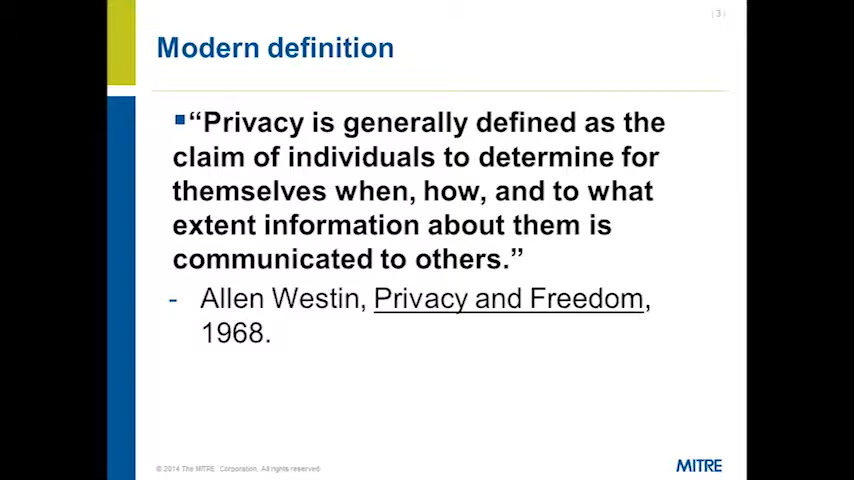 | 3 |
Modern definition
▪“Privacy is generally defined as the
claim of individuals to determine for
themselves when, how, and to what
extent information about them is
communicated to others.”
- Allen Westin, Privacy and Freedom,
1968.
© 2014 The MITRE Corporation. All rights reserved
MITRE